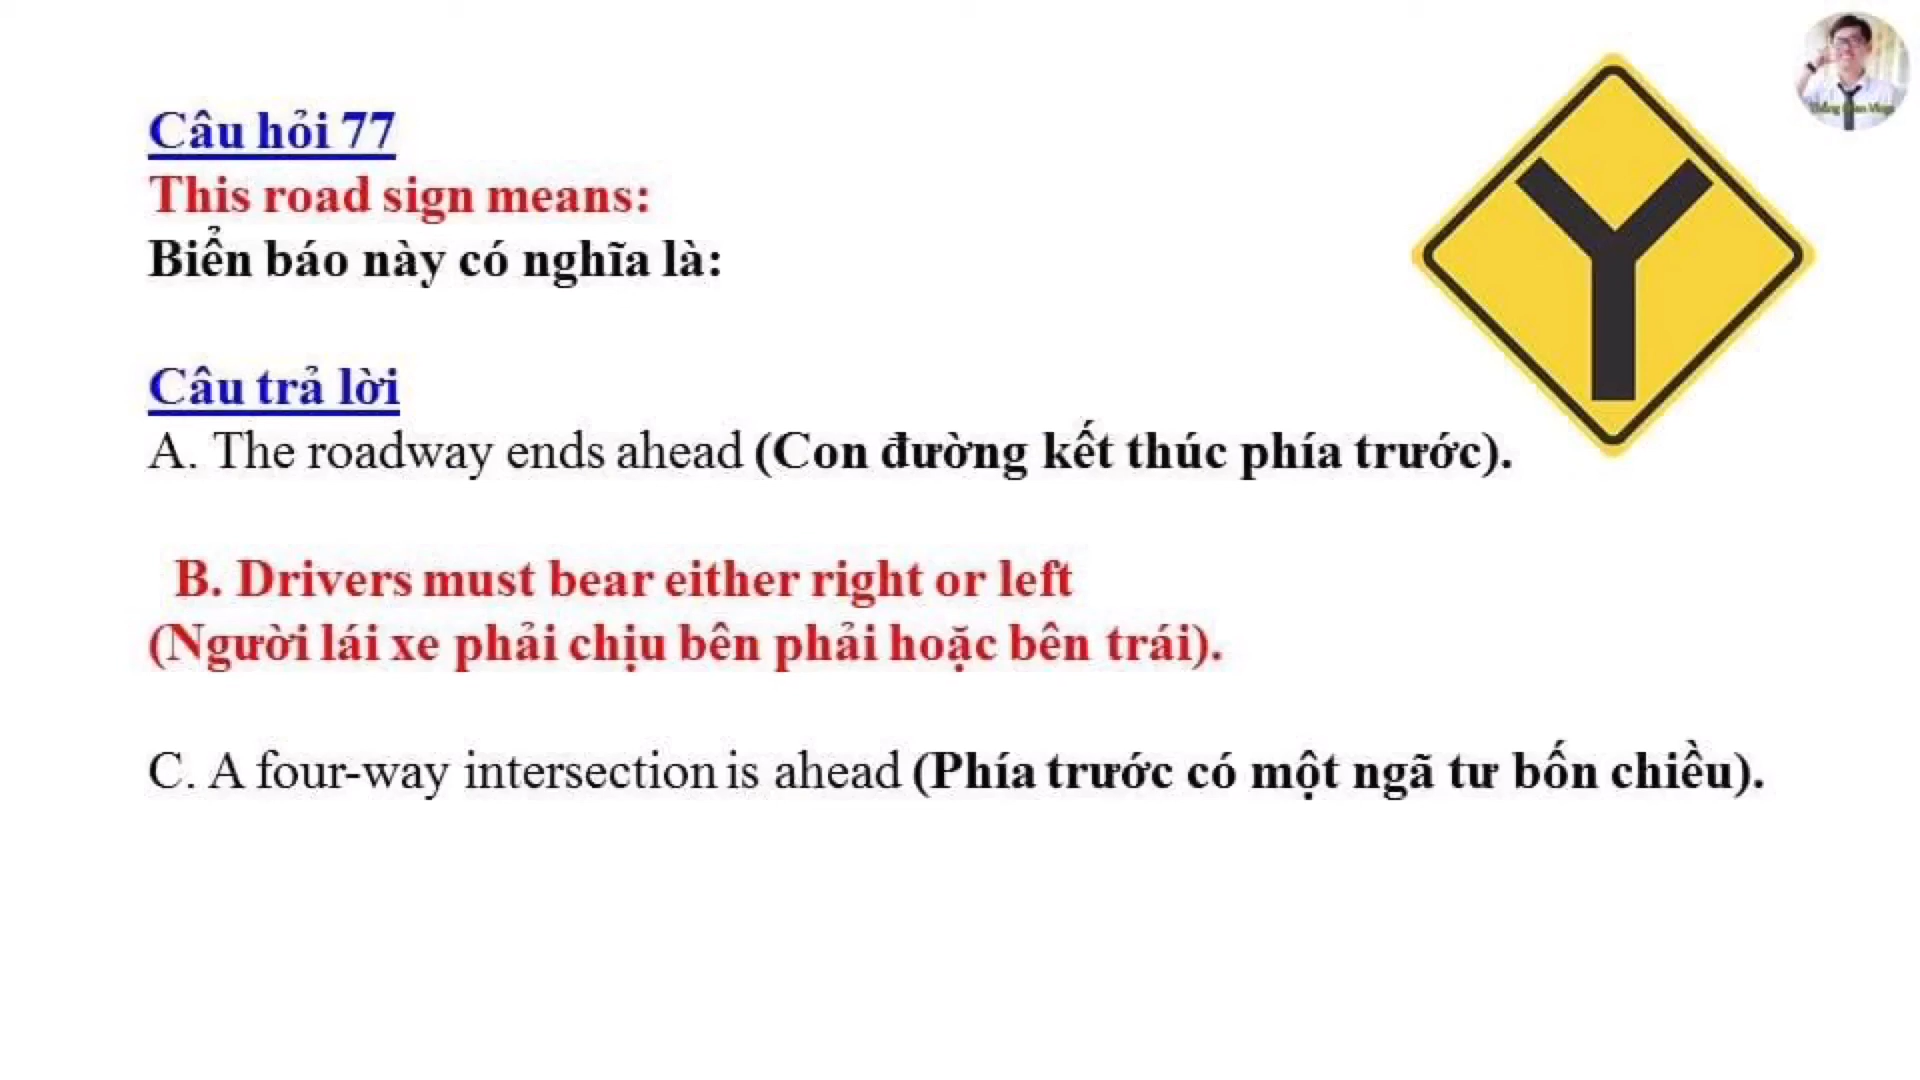 Câu hỏi 77
This road sign means:
Biển báo này có nghĩa là:
Câu trả lời
A. The roadway ends ahead (Con đường kết thúc phía trước).
B. Drivers must bear either right or left
(Người lái xe phải chịu bên phải hoặc bên trái).
C. A four-way intersection is ahead (Phía trước có một ngã tư bốn chiều).